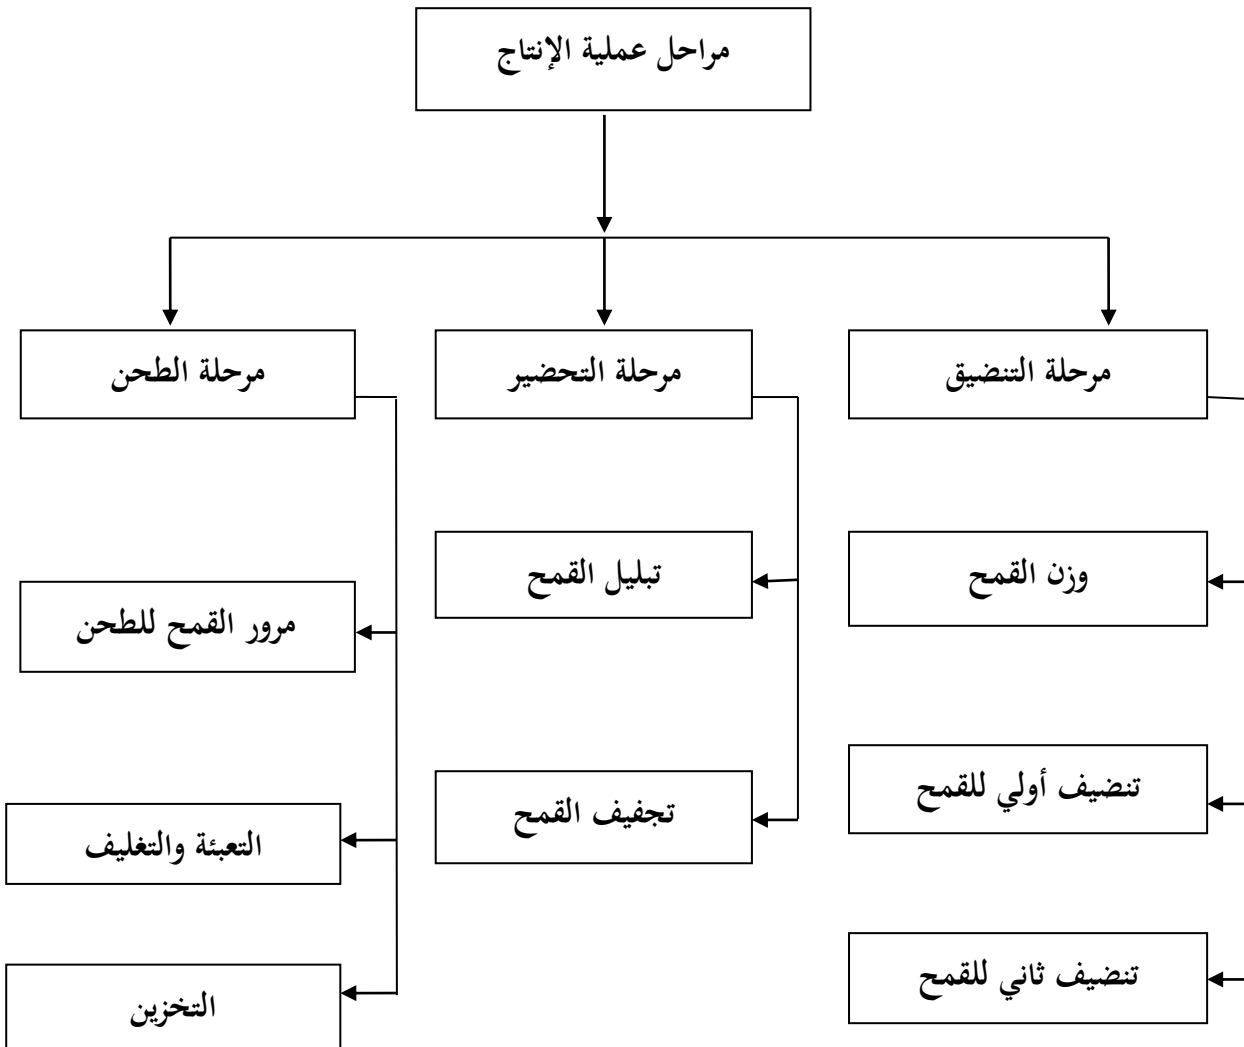 مراحل عملية الإنتاج
مرحلة التنضيق
مرحلة التحضير
مرحلة الطحن
وزن القمح
تنضيف أولي للقمح
تنضيف ثاني للقمح
تبليل القمح
تجفيف القمح
مرور القمح للطحن
التعبئة والتغليف
التخزين